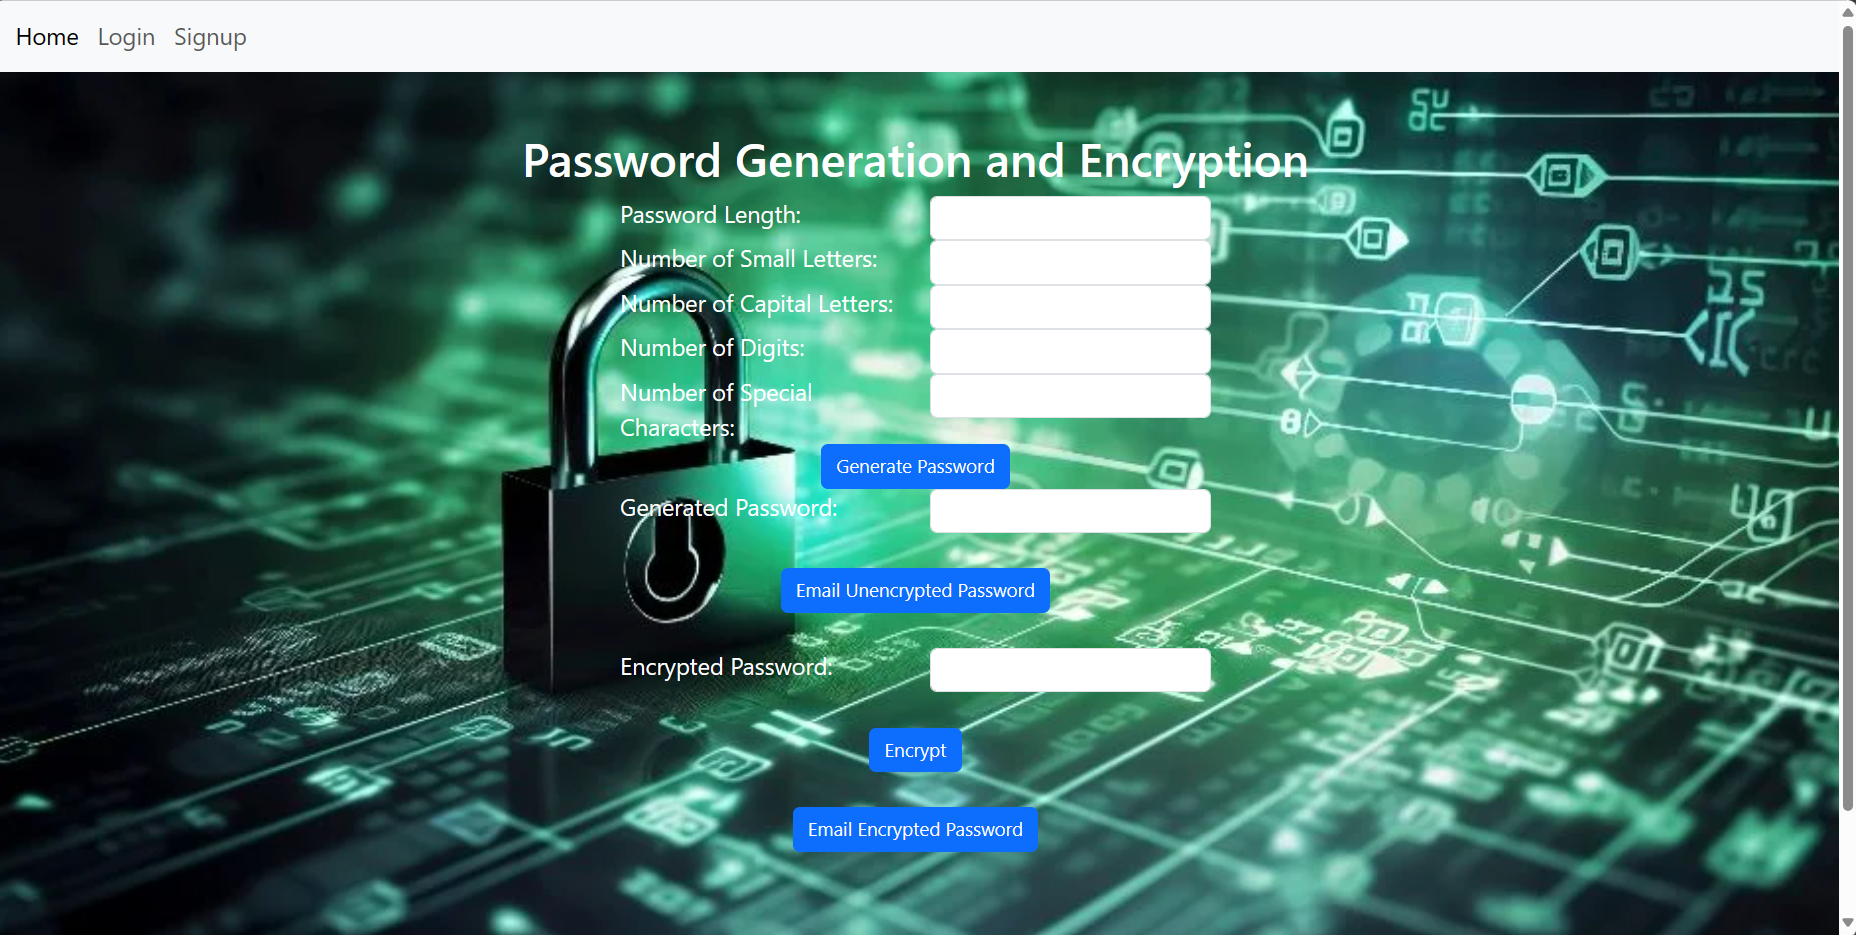 Home Login Signup
Password Generation and Encryption
Password Length:
Number of Small Letters:
Number of Capital Letters:
Number of Digits:
Number of Special
Characters:
Generate Password
Generated Password:
Email Unencrypted Password
Encrypted Password:
Encrypt
Email Encrypted Password